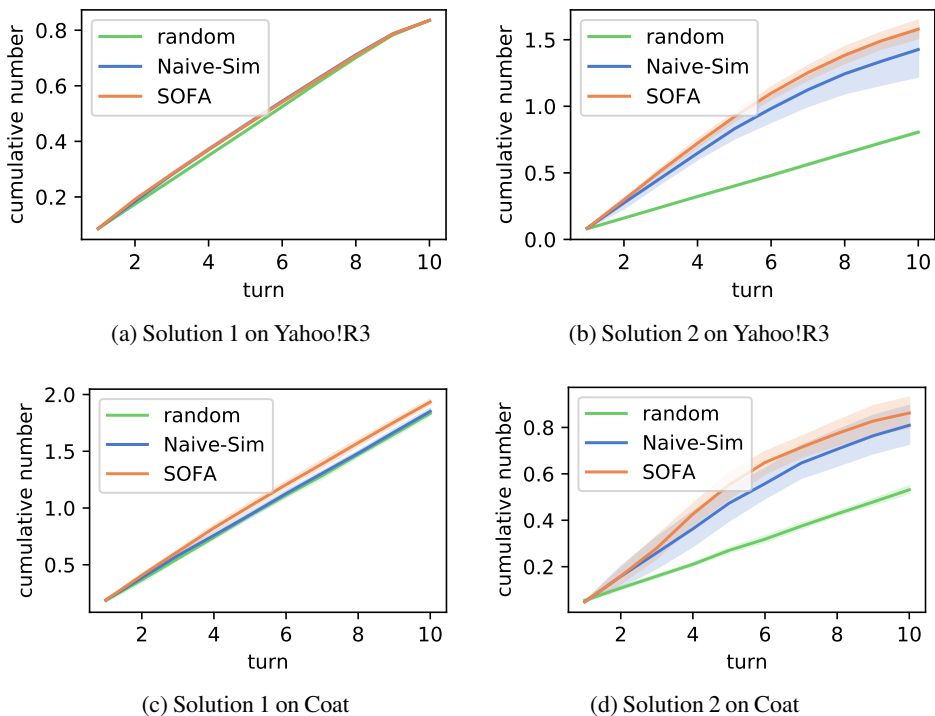 cumulative number
0.8
0.6
0.4
0.2
random
Naive-Sim
SOFA
2
4
6
8
10
turn
(a) Solution 1 on Yahoo!R3
cumulative number
1.5
1.0
0.5
0.0
random
Naive-Sim
SOFA
2
4
6
8
10
turn
(b) Solution 2 on Yahoo!R3
cumulative number
2.0
1.5
1.0
0.5
random
Naive-Sim
SOFA
2
4
6
8
10
turn
(c) Solution 1 on Coat
cumulative number
0.8
0.6
0.4
0.2
random
Naive-Sim
SOFA
2
4
6
8
10
turn
(d) Solution 2 on Coat